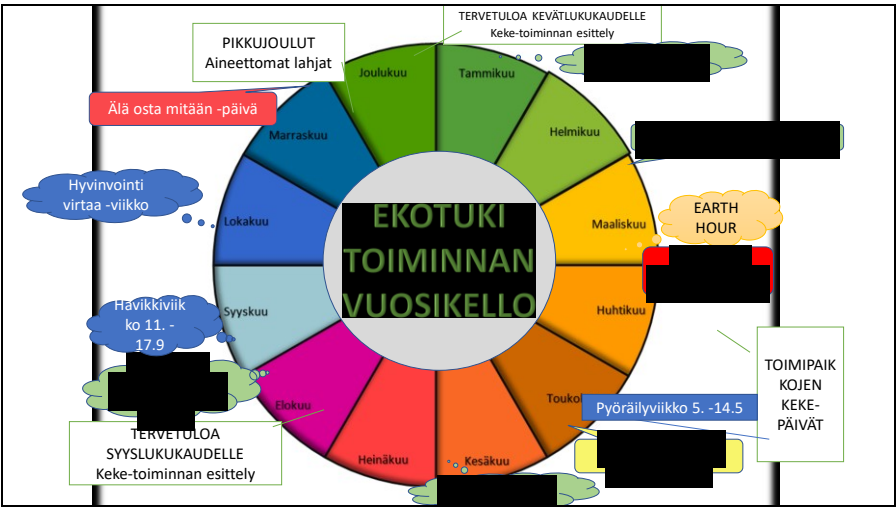 TERVETULOA KEVÄTLUKUKAUDELLE
Keke-toiminnan esittely
PIKKUJOULUT
Aineettomat lahjat
Älä osta mitään -päivä
Joulukuu
Tammikuu
Marraskuu
Helmikuu
Hyvinvointi
virtaa -viikko
Lokakuu
Maaliskuu
EARTH
HOUR
EKOTUKI
TOIMINNAN
VUOSIKELLO
Syyskuu
Huhtikuu
Hävikkiviik
ko 11. -
17.9
TOIMIPAIK
KOJEN
KEKE-
PÄIVÄT
Elokuu
Pyöräilyviikko 5. -14.5
TERVETULOA
SYYSLUKUKAUDELLE
Keke-toiminnan esittely
Heinäkuu
Kesäkuu